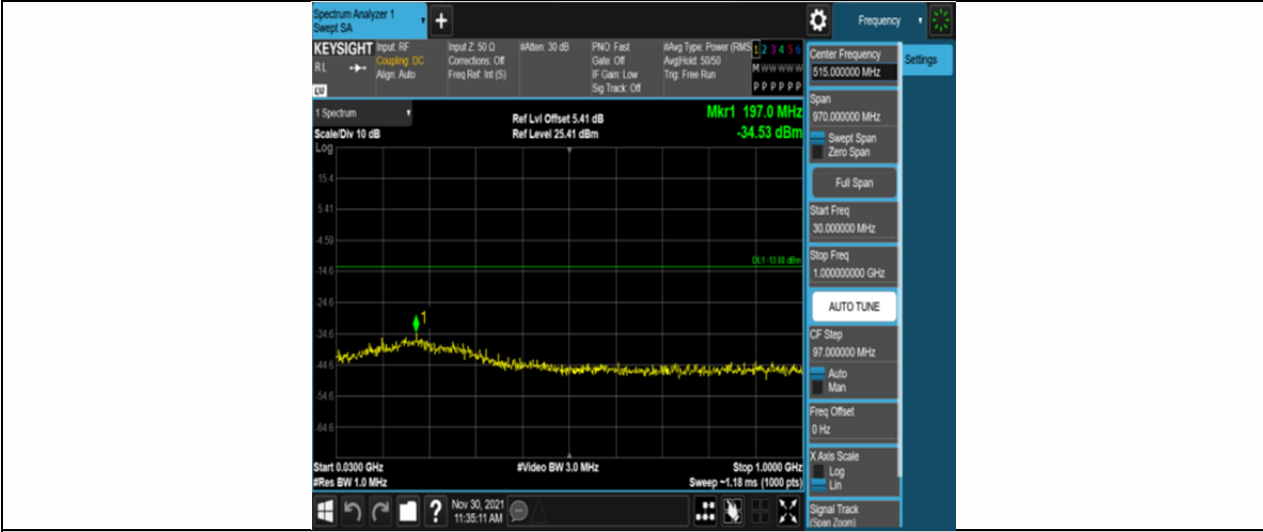 Spectrum Analyzer 1
Swept SA
+
Frequency
KEYSIGHT
Input: RF
Coupling: DC
Align: Auto
Input Z: 50 Ω
Corrections: Off
Freq Ref: Int (S)
#Atten: 30 dB
PNO: Fast
Gate: Off
IF Gain: Low
Sig Track: Off
#Avg Type: Power (RMS
Avg|Hold: 50/50
Trig: Free Run
1 2 3 4 5 6
M W W W W W
P P P P P P
RL
LV
Center Frequency
515.000000 MHz
Settings
1 Spectrum
Ref Lvl Offset 5.41 dB
Mkr1 197.0 MHz
Scale/Div 10 dB
Ref Level 25.41 dBm
-34.53 dBm
Log
15.4
5.41
-4.59
-14.6
-24.6
-34.6
-44.6
-54.6
-64.6
DL1 -13.00 dBm
1
Start 0.0300 GHz
#Video BW 3.0 MHz
Stop 1.0000 GHz
#Res BW 1.0 MHz
Sweep ~1.18 ms (1000 pts)
Span
970.000000 MHz
Swept Span
Zero Span
Full Span
Start Freq
30.000000 MHz
Stop Freq
1.000000000 GHz
AUTO TUNE
CF Step
97.000000 MHz
Auto
Man
Freq Offset
0 Hz
X Axis Scale
Log
Lin
Signal Track
(Span Zoom)
?
Nov 30, 2021
11:35:11 AM